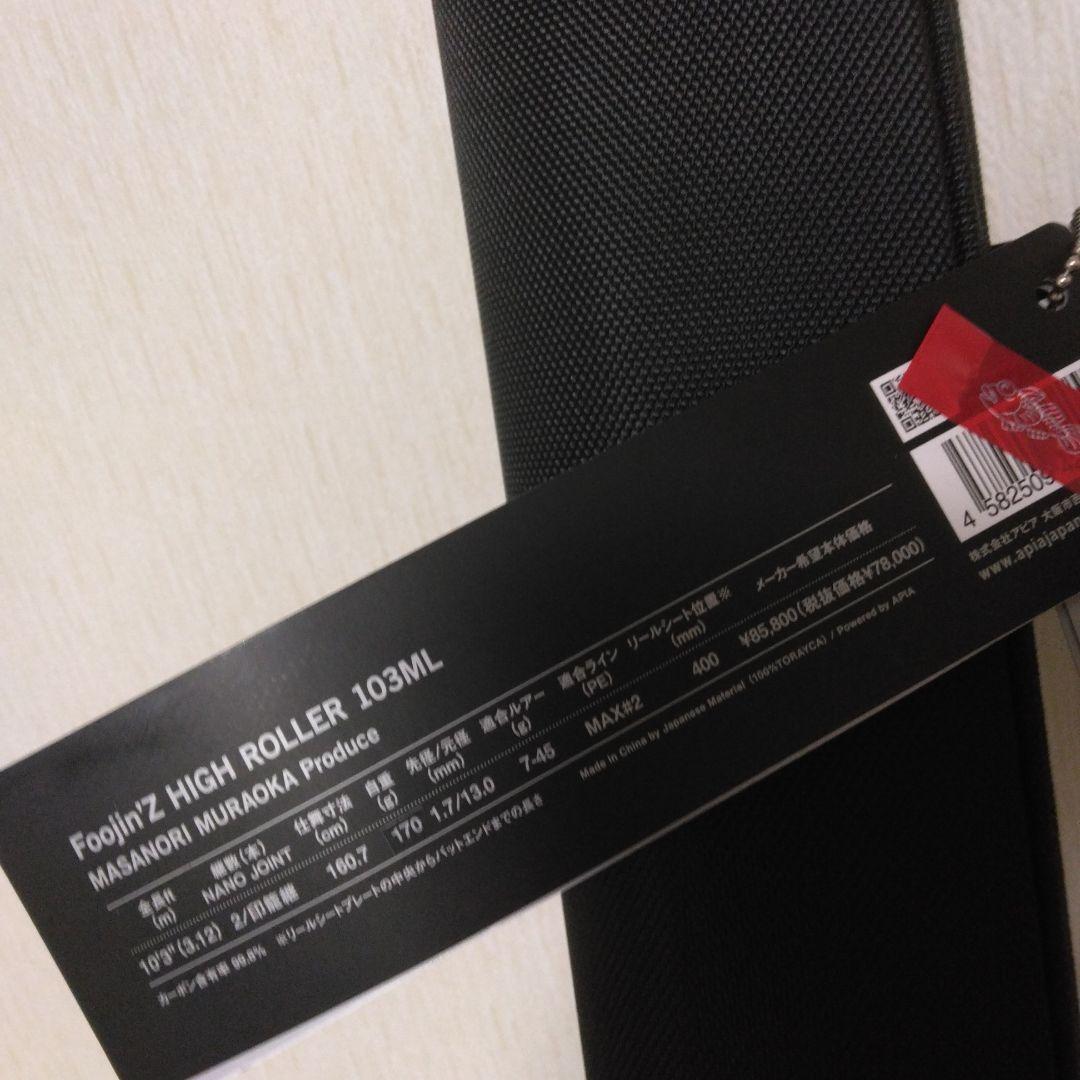 Foojin'Z HIGH ROLLER 103ML
MASANORI MURAOKA Produce
全長ft (m) 継数(本) NANO JOINT 仕舞寸法 (cm) 自重 (g) 先径/元径 (mm) 適合ルアー (g) 適合ライン (PE) リールシート位置※ (mm) メーカー希望本体価格
10'3"(3.12) 2/印籠継 160.7 170 1.7/13.0 7-45 MAX#2 400 ¥85,800(税抜価格¥78,000)
カーボン含有率 99.8% ※リールシートプレートの中央からバットエンドまでの長さ
Made in China by Japanese Material (100%TORAYCA) / Powered by APIA
4 582509
株式会社アピア 大阪市
www.apiajapan